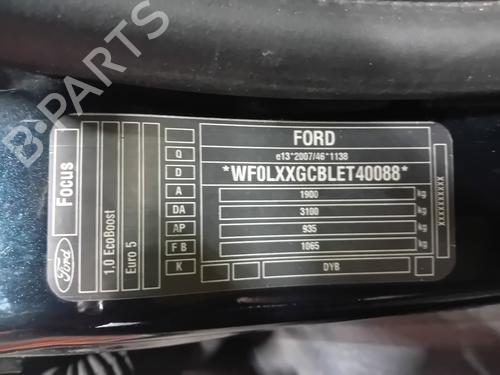 B-PARTS
Focus
1,0 EcoBoost
Euro 5
Ford
FORD
Q e13*2007/46*1138
D *WF0LXXGCBLET40088*
A 1900 kg
DA 3100 kg
AP 935 kg
F B 1065 kg
K DYB
XXXXXXXXXX